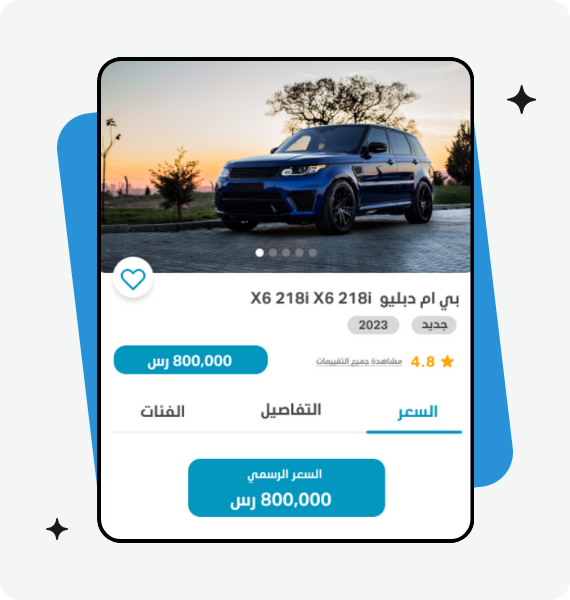 بي ام دبليو X6 218i X6 218i
جديد 2023
4.8 مشاهدة جميع التقييمات
800,000 رس
السعر التفاصيل الفئات
السعر الرسمي
800,000 رس